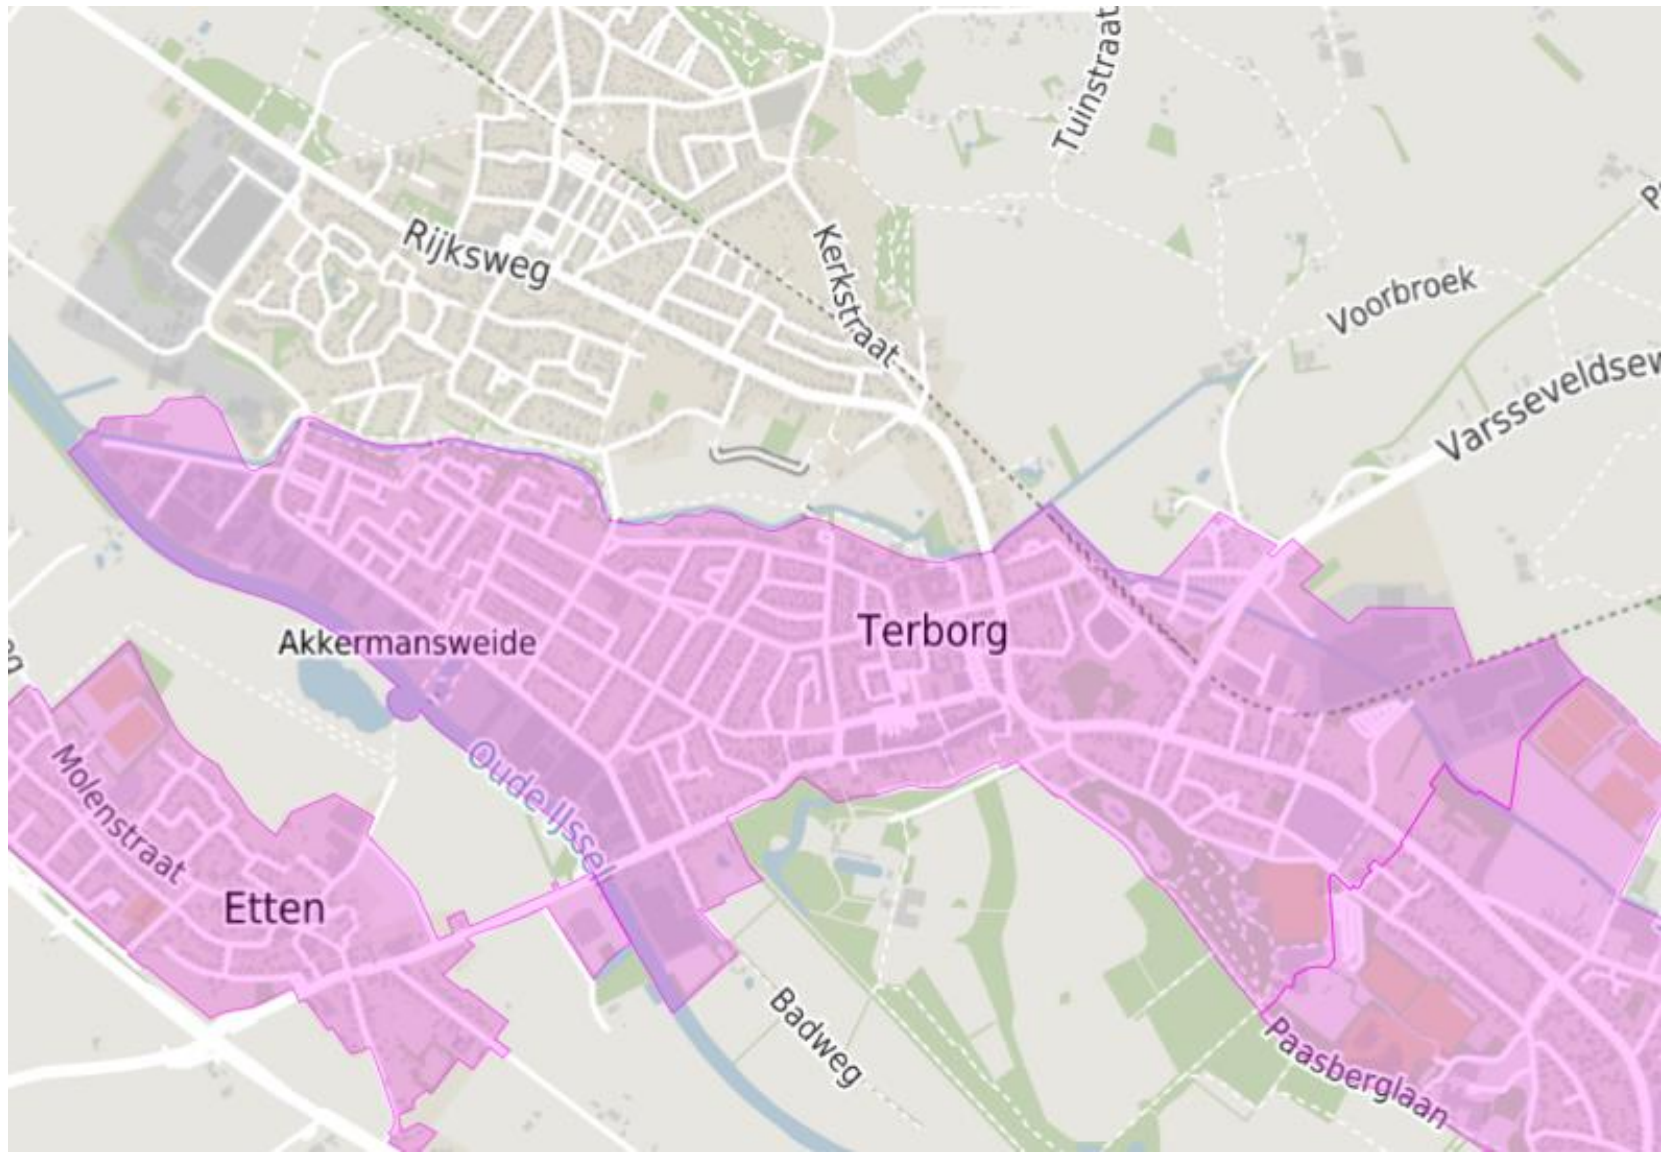 Tuinstraat
Rijksweg
Kerkstraat
Voorbroek
Varsseveldsew
Akkermansweide
Terborg
Oude IJssel
Molenstraat
Etten
Badweg
Paasberglaan